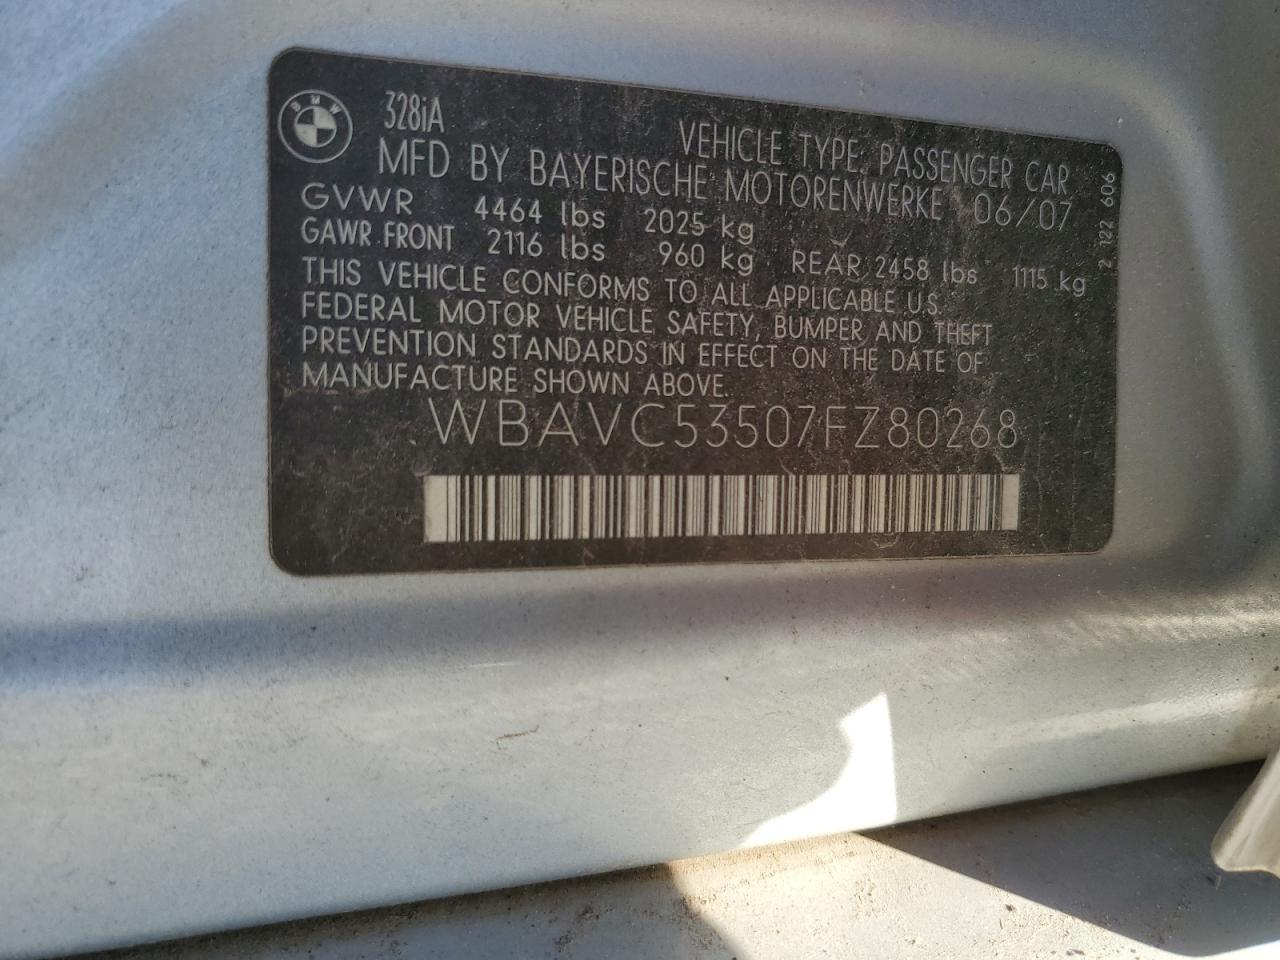 BMW
328iA
VEHICLE TYPE: PASSENGER CAR
MFD BY BAYERISCHE MOTORENWERKE 06/07
GVWR 4464 lbs 2025 kg
GAWR FRONT 2116 lbs 960 kg REAR 2458 lbs 1115 kg
THIS VEHICLE CONFORMS TO ALL APPLICABLE U.S.
FEDERAL MOTOR VEHICLE SAFETY, BUMPER AND THEFT
PREVENTION STANDARDS IN EFFECT ON THE DATE OF
MANUFACTURE SHOWN ABOVE.
WBAVC53507FZ80268
2 122 606